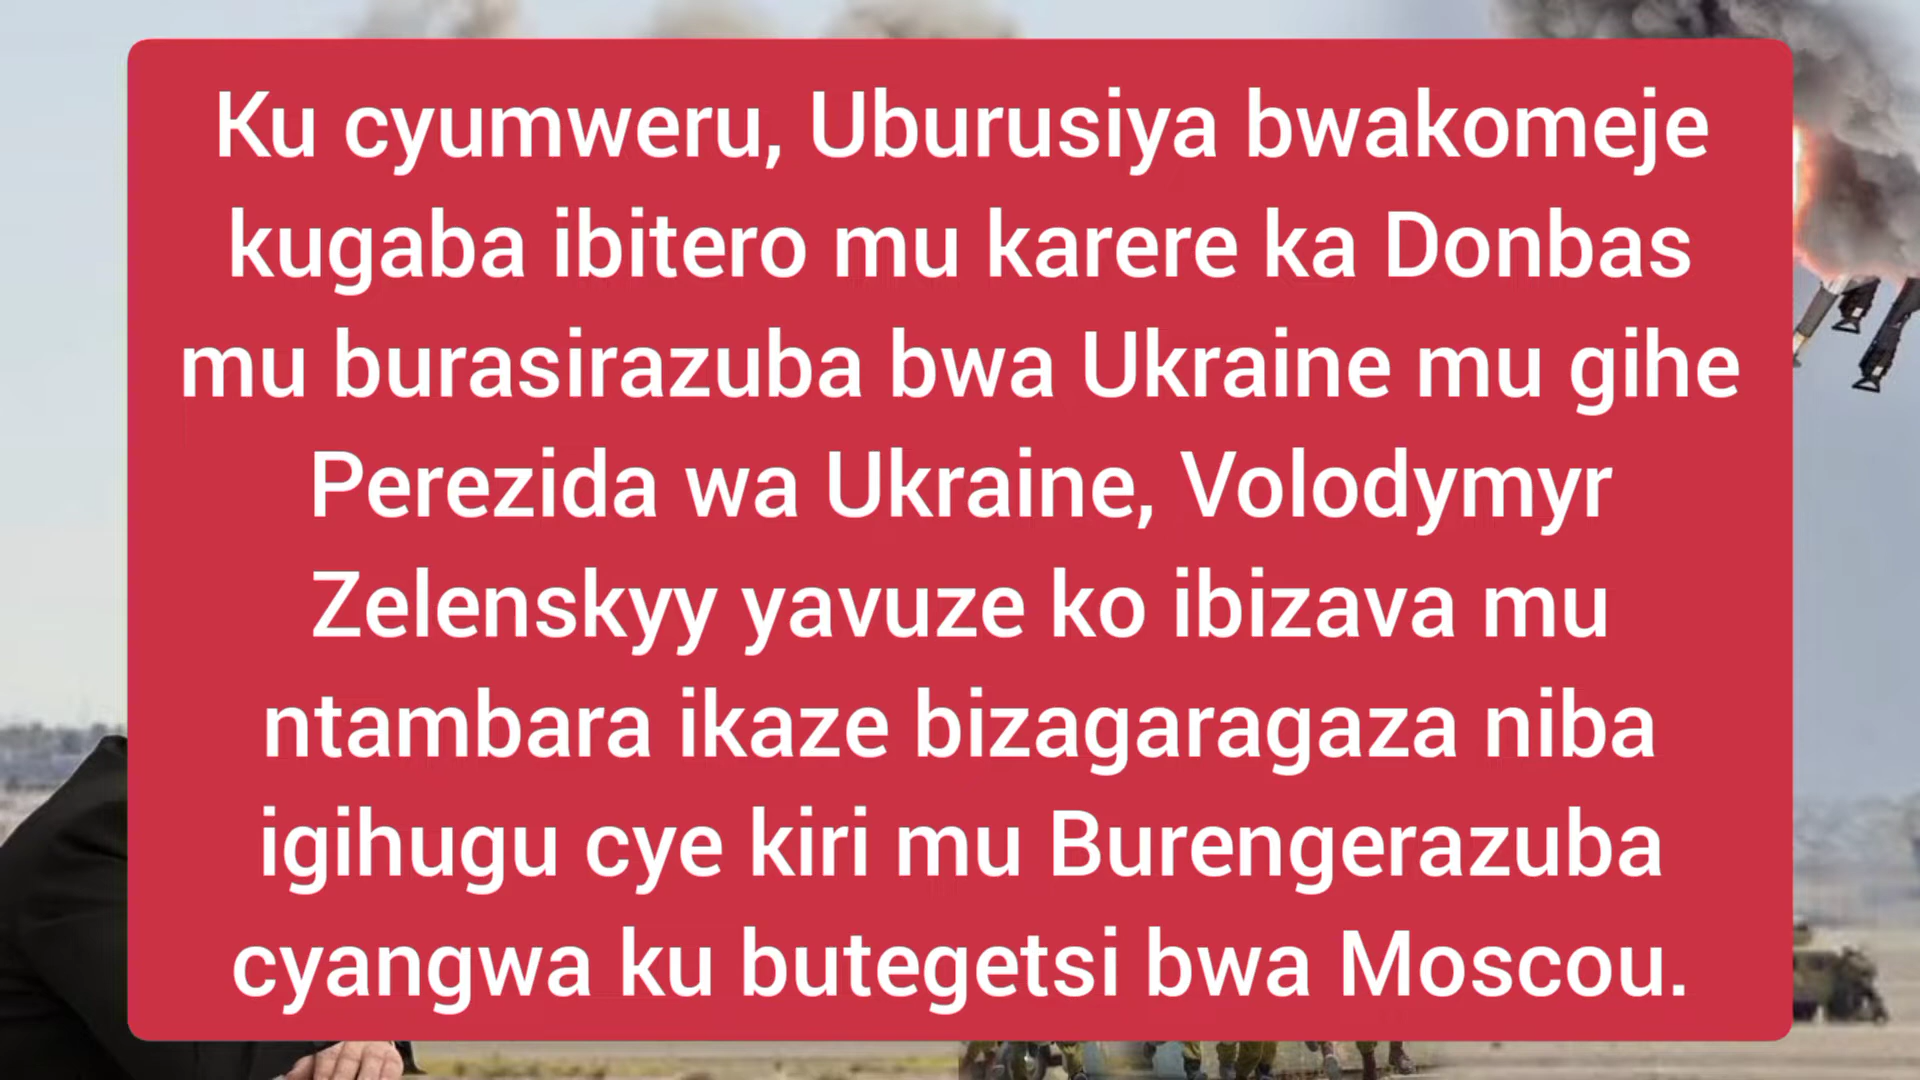 Ku cyumweru, Uburusiya bwakomeje
kugaba ibitero mu karere ka Donbas
mu burasirazuba bwa Ukraine mu gihe
Perezida wa Ukraine, Volodymyr
Zelenskyy yavuze ko ibizava mu
ntambara ikaze bizagaragaza niba
igihugu cye kiri mu Burengerazuba
cyangwa ku butegetsi bwa Moscou.